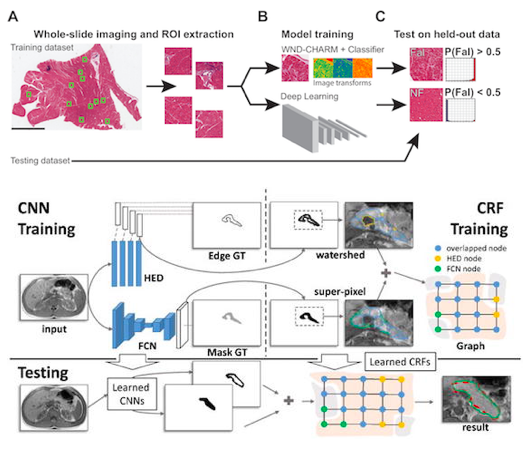 A Whole-slide imaging and ROI extraction
B Model training
C Test on held-out data
Training dataset
WND-CHARM + Classifier
Image transforms
Deep Learning
Fal P(Fal) > 0.5
NF P(Fal) < 0.5
Testing dataset
CNN
Training
CRF
Training
input
HED
FCN
Edge GT
Mask GT
watershed
super-pixel
overlapped node
HED node
FCN node
Graph
Learned CRFs
Testing
Learned
CNNs
result